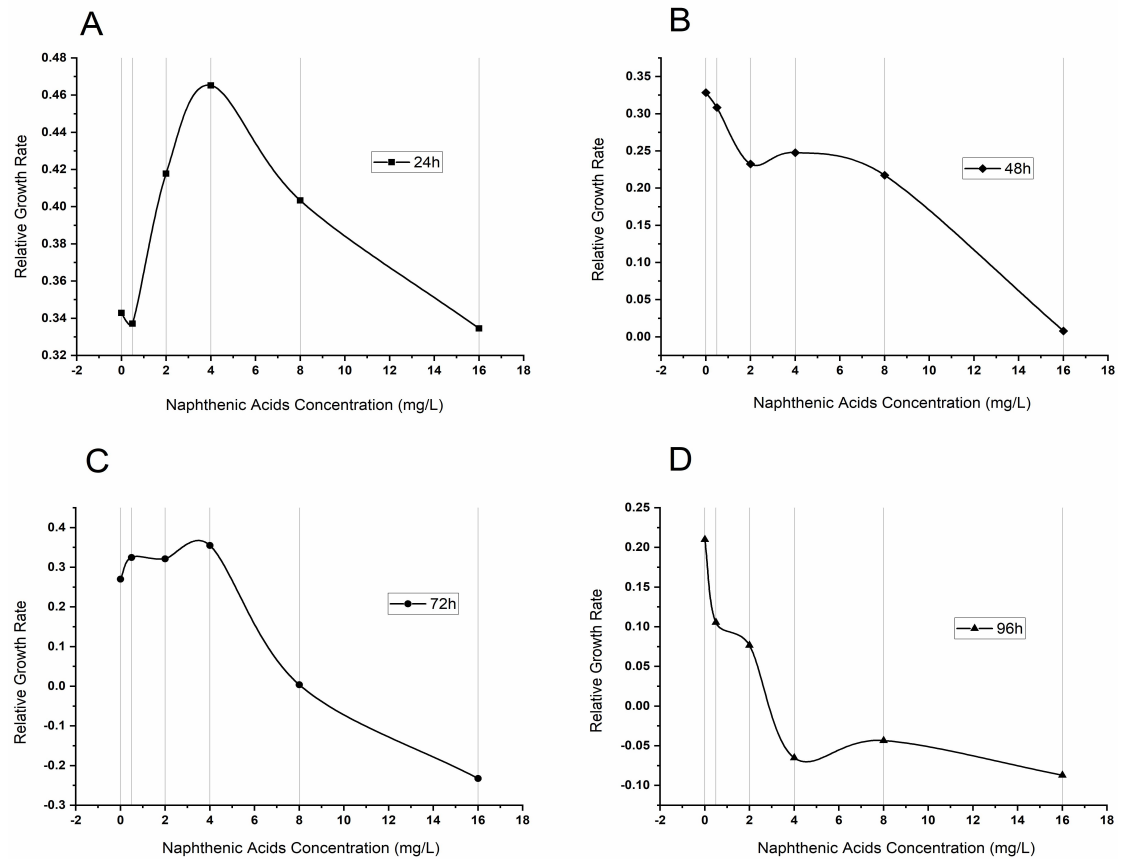 A
0.48
0.46
0.44
0.42
0.40
0.38
0.36
0.34
0.32
Relative Growth Rate
24h
-2 0 2 4 6 8 10 12 14 16 18
Naphthenic Acids Concentration (mg/L)
B
0.35
0.30
0.25
0.20
0.15
0.10
0.05
0.00
Relative Growth Rate
48h
-2 0 2 4 6 8 10 12 14 16 18
Naphthenic Acids Concentration (mg/L)
C
0.4
0.3
0.2
0.1
0.0
-0.1
-0.2
-0.3
Relative Growth Rate
72h
-2 0 2 4 6 8 10 12 14 16 18
Naphthenic Acids Concentration (mg/L)
D
0.25
0.20
0.15
0.10
0.05
0.00
-0.05
-0.10
Relative Growth Rate
96h
-2 0 2 4 6 8 10 12 14 16 18
Naphthenic Acids Concentration (mg/L)